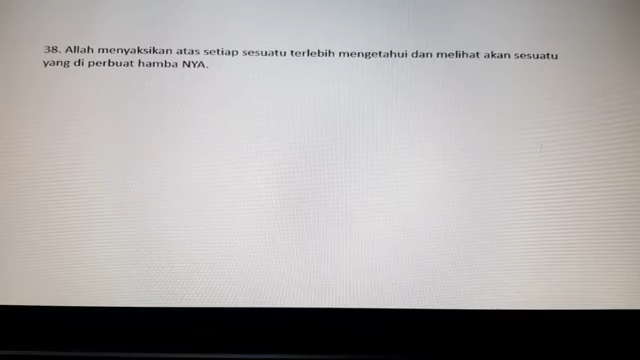 38. Allah menyaksikan atas setiap sesuatu terlebih mengetahui dan melihat akan sesuatu
yang di perbuat hamba NYA.